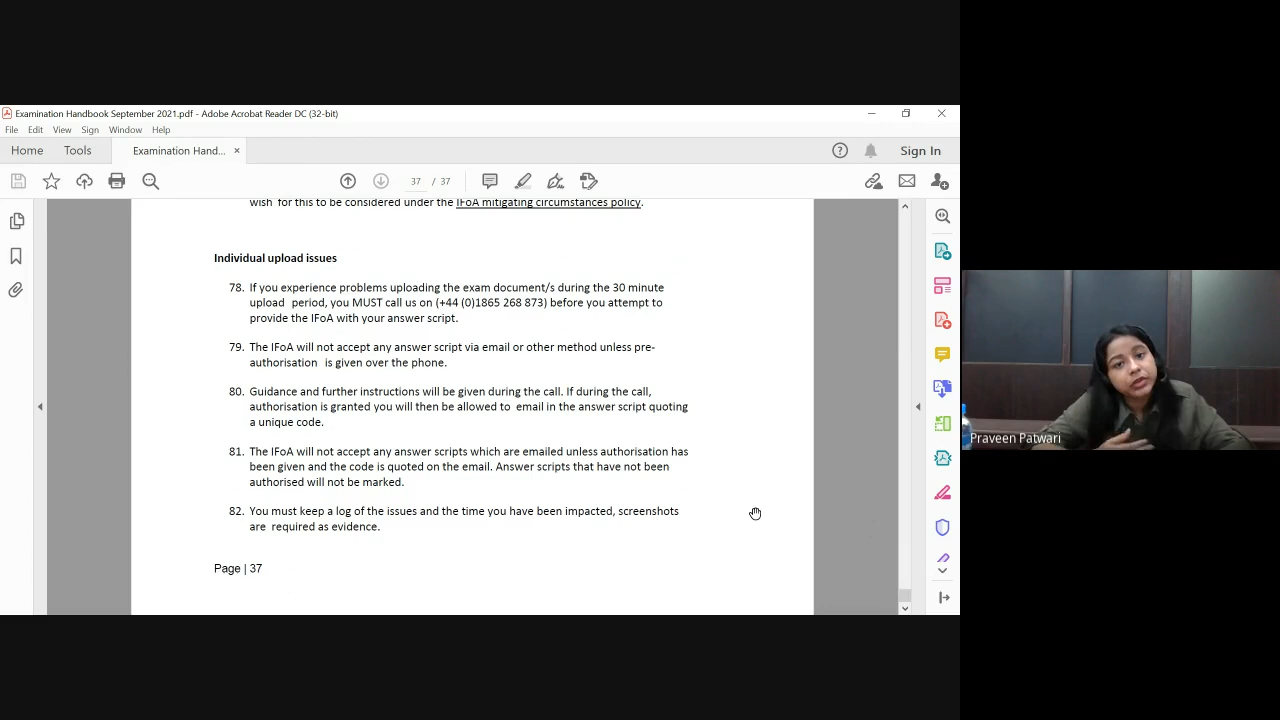 Examination Handbook September 2021.pdf - Adobe Acrobat Reader DC (32-bit)
File Edit View Sign Window Help
Home Tools Examination Hand... × Sign In
37 / 37
wish for this to be considered under the IFoA mitigating circumstances policy.
Individual upload issues
78. If you experience problems uploading the exam document/s during the 30 minute
upload period, you MUST call us on (+44 (0)1865 268 873) before you attempt to
provide the IFoA with your answer script.
79. The IFoA will not accept any answer script via email or other method unless pre-
authorisation is given over the phone.
80. Guidance and further instructions will be given during the call. If during the call,
authorisation is granted you will then be allowed to email in the answer script quoting
a unique code.
81. The IFoA will not accept any answer scripts which are emailed unless authorisation has
been given and the code is quoted on the email. Answer scripts that have not been
authorised will not be marked.
82. You must keep a log of the issues and the time you have been impacted, screenshots
are required as evidence.
Page | 37
Praveen Patwari